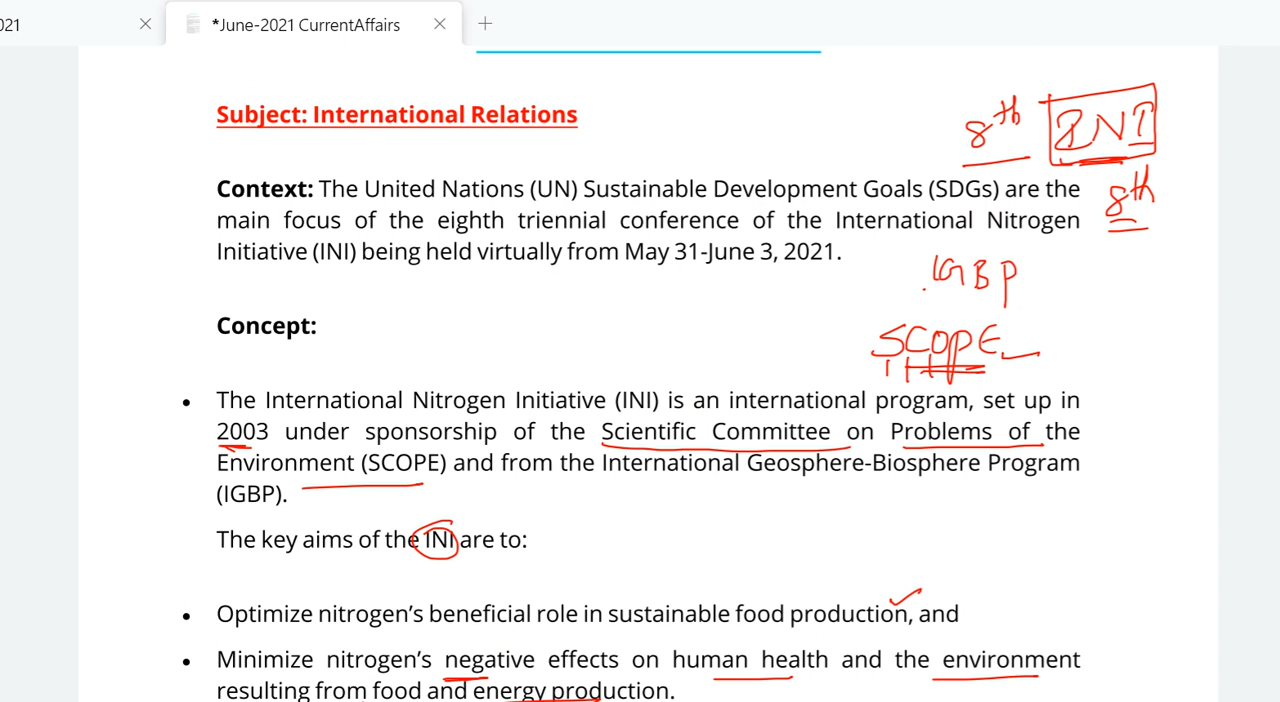 021
*June-2021 CurrentAffairs
Subject: International Relations
8th INI
Context: The United Nations (UN) Sustainable Development Goals (SDGs) are the
main focus of the eighth triennial conference of the International Nitrogen
8th
Initiative (INI) being held virtually from May 31-June 3, 2021.
IGBP
Concept:
SCOPE
• The International Nitrogen Initiative (INI) is an international program, set up in
2003 under sponsorship of the Scientific Committee on Problems of the
Environment (SCOPE) and from the International Geosphere-Biosphere Program
(IGBP).
The key aims of the INI are to:
• Optimize nitrogen’s beneficial role in sustainable food production, and
• Minimize nitrogen’s negative effects on human health and the environment
resulting from food and energy production.